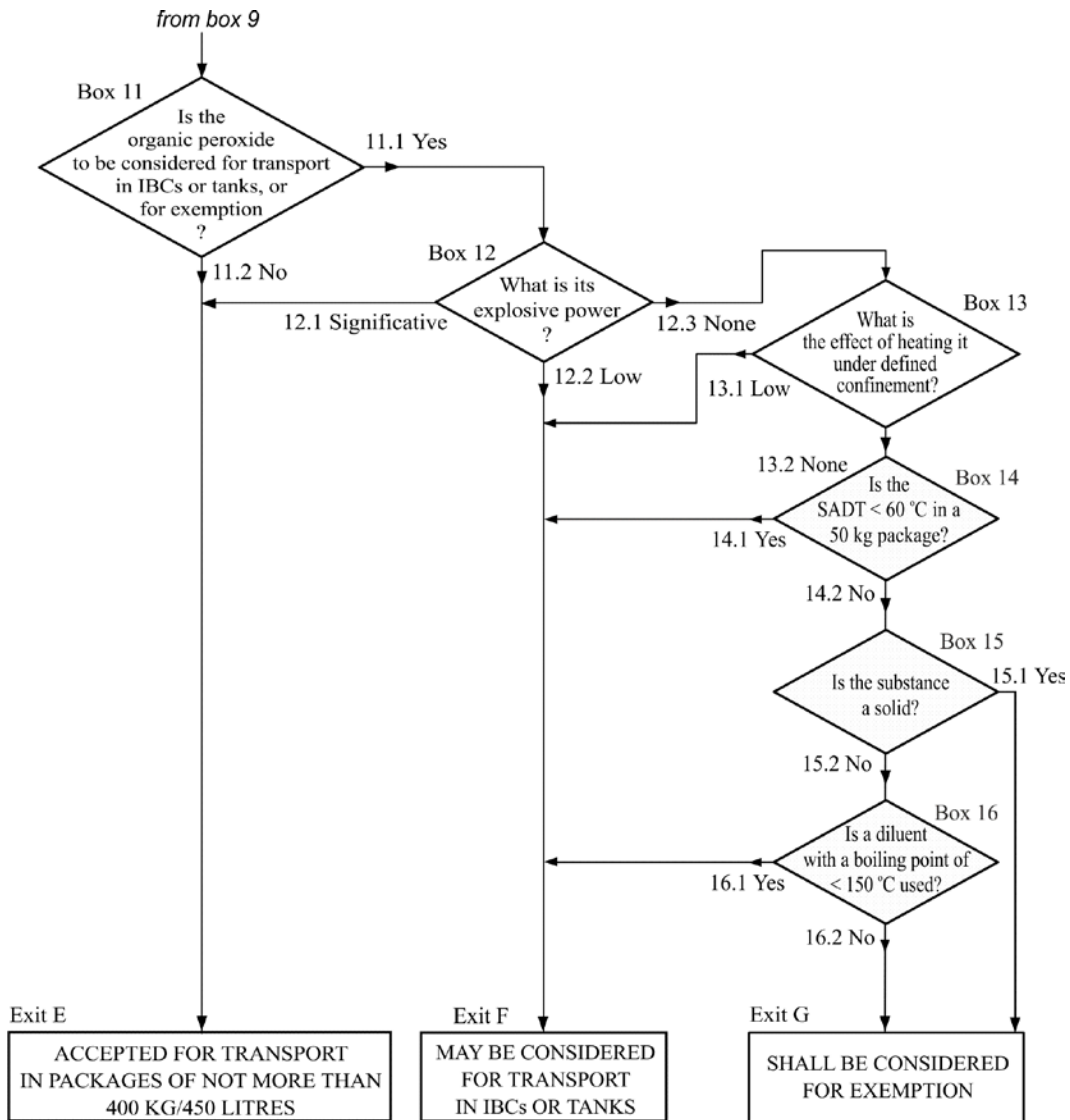 from box 9
Box 11
Is the
organic peroxide
to be considered for transport
in IBCs or tanks, or
for exemption
?
11.1 Yes
11.2 No
Box 12
What is its
explosive power
?
12.1 Significative
12.3 None
12.2 Low
Box 13
What is
the effect of heating it
under defined
confinement?
13.1 Low
13.2 None
Box 14
Is the
SADT < 60 °C in a
50 kg package?
14.1 Yes
14.2 No
Box 15
Is the substance
a solid?
15.1 Yes
15.2 No
Box 16
Is a diluent
with a boiling point of
< 150 °C used?
16.1 Yes
16.2 No
Exit E
ACCEPTED FOR TRANSPORT
IN PACKAGES OF NOT MORE THAN
400 KG/450 LITRES
Exit F
MAY BE CONSIDERED
FOR TRANSPORT
IN IBCs OR TANKS
Exit G
SHALL BE CONSIDERED
FOR EXEMPTION